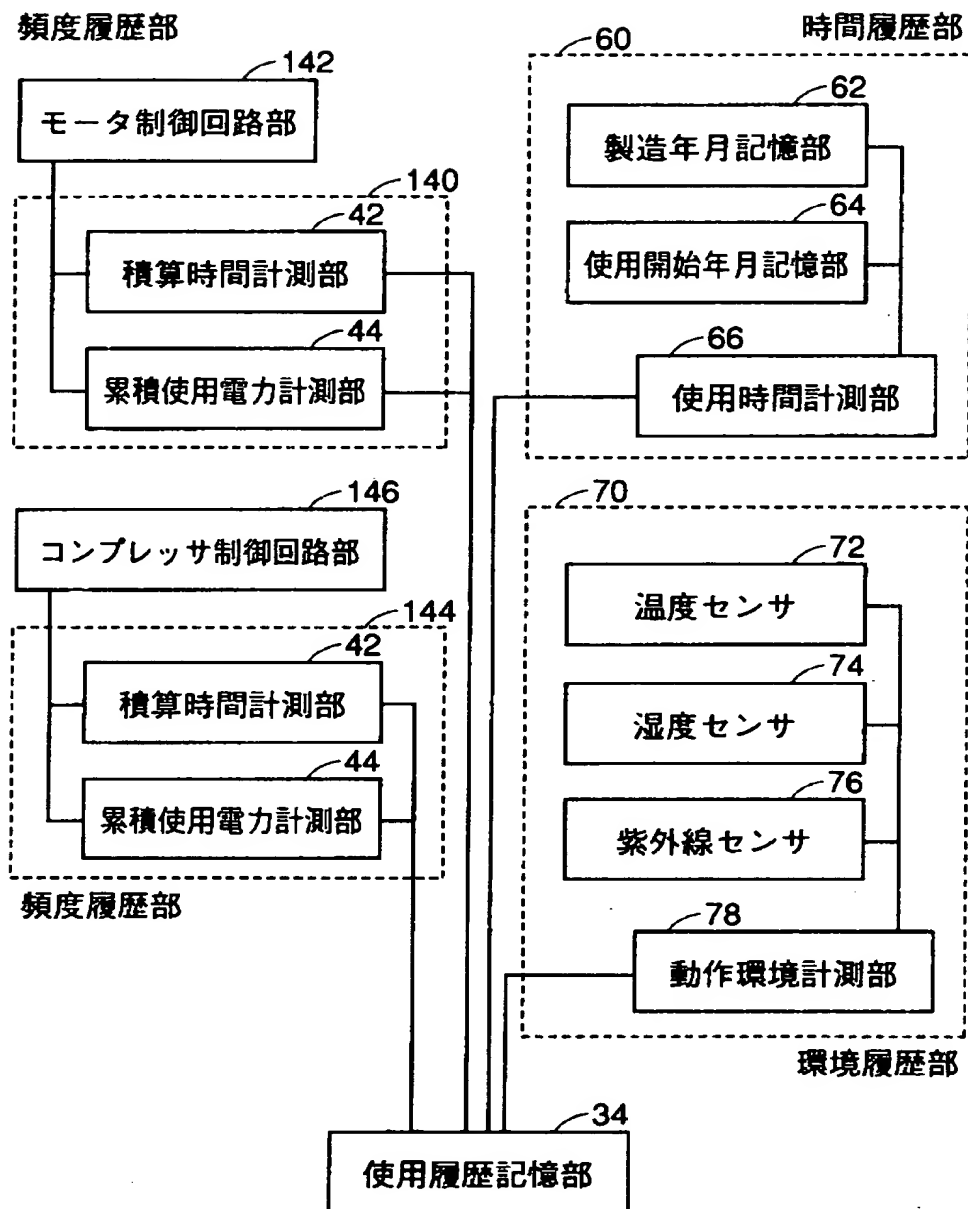 頻度履歴部
142
モータ制御回路部
140
42
積算時間計測部
44
累積使用電力計測部
146
コンプレッサ制御回路部
144
42
積算時間計測部
44
累積使用電力計測部
頻度履歴部
時間履歴部
60
62
製造年月記憶部
64
使用開始年月記憶部
66
使用時間計測部
70
72
温度センサ
74
湿度センサ
76
紫外線センサ
78
動作環境計測部
環境履歴部
34
使用履歴記憶部